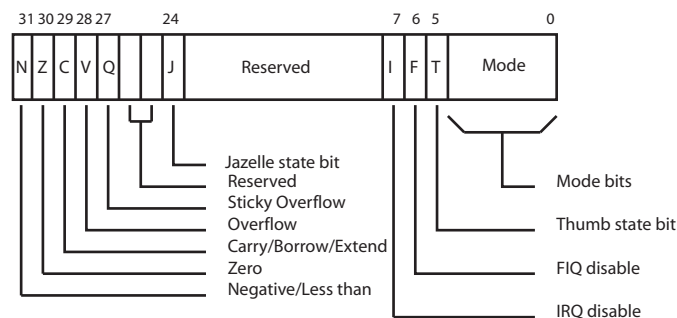 31 30 29 28 27 24 7 6 5 0
N Z C V Q J Reserved I F T Mode
Jazelle state bit
Reserved Mode bits
Sticky Overflow
Overflow Thumb state bit
Carry/Borrow/Extend
Zero FIQ disable
Negative/Less than
IRQ disable